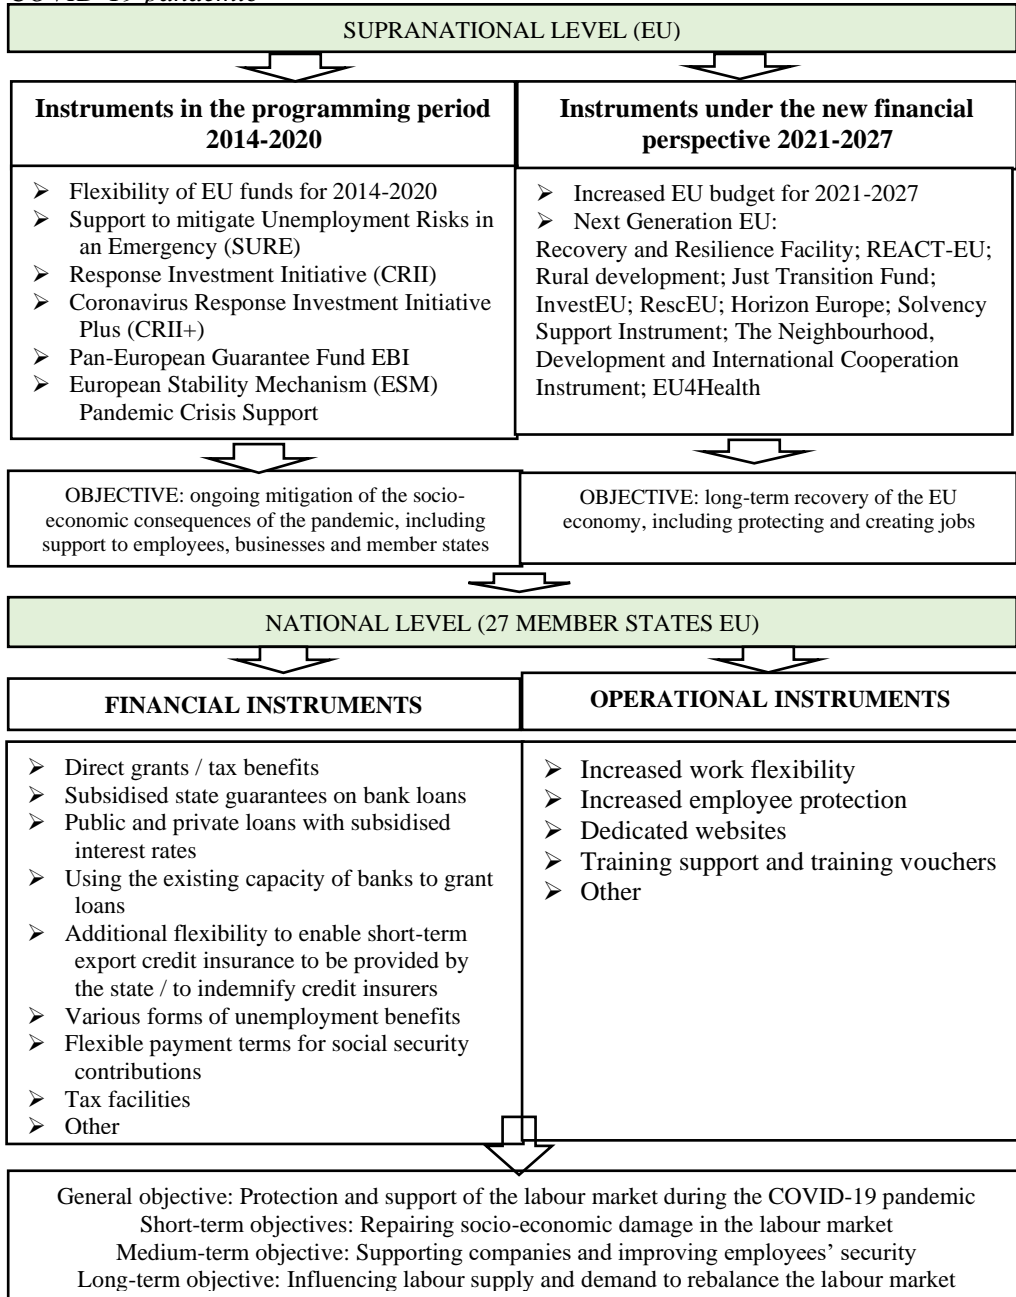 COVID-19 pandemic
SUPRANATIONAL LEVEL (EU)
Instruments in the programming period
2014-2020
Instruments under the new financial
perspective 2021-2027
➢ Flexibility of EU funds for 2014-2020
➢ Support to mitigate Unemployment Risks in
an Emergency (SURE)
➢ Response Investment Initiative (CRII)
➢ Coronavirus Response Investment Initiative
Plus (CRII+)
➢ Pan-European Guarantee Fund EBI
➢ European Stability Mechanism (ESM)
Pandemic Crisis Support
➢ Increased EU budget for 2021-2027
➢ Next Generation EU:
Recovery and Resilience Facility; REACT-EU;
Rural development; Just Transition Fund;
InvestEU; RescEU; Horizon Europe; Solvency
Support Instrument; The Neighbourhood,
Development and International Cooperation
Instrument; EU4Health
OBJECTIVE: ongoing mitigation of the socio-
economic consequences of the pandemic, including
support to employees, businesses and member states
OBJECTIVE: long-term recovery of the EU
economy, including protecting and creating jobs
NATIONAL LEVEL (27 MEMBER STATES EU)
FINANCIAL INSTRUMENTS
OPERATIONAL INSTRUMENTS
➢ Direct grants / tax benefits
➢ Subsidised state guarantees on bank loans
➢ Public and private loans with subsidised
interest rates
➢ Using the existing capacity of banks to grant
loans
➢ Additional flexibility to enable short-term
export credit insurance to be provided by
the state / to indemnify credit insurers
➢ Various forms of unemployment benefits
➢ Flexible payment terms for social security
contributions
➢ Tax facilities
➢ Other
➢ Increased work flexibility
➢ Increased employee protection
➢ Dedicated websites
➢ Training support and training vouchers
➢ Other
General objective: Protection and support of the labour market during the COVID-19 pandemic
Short-term objectives: Repairing socio-economic damage in the labour market
Medium-term objective: Supporting companies and improving employees' security
Long-term objective: Influencing labour supply and demand to rebalance the labour market